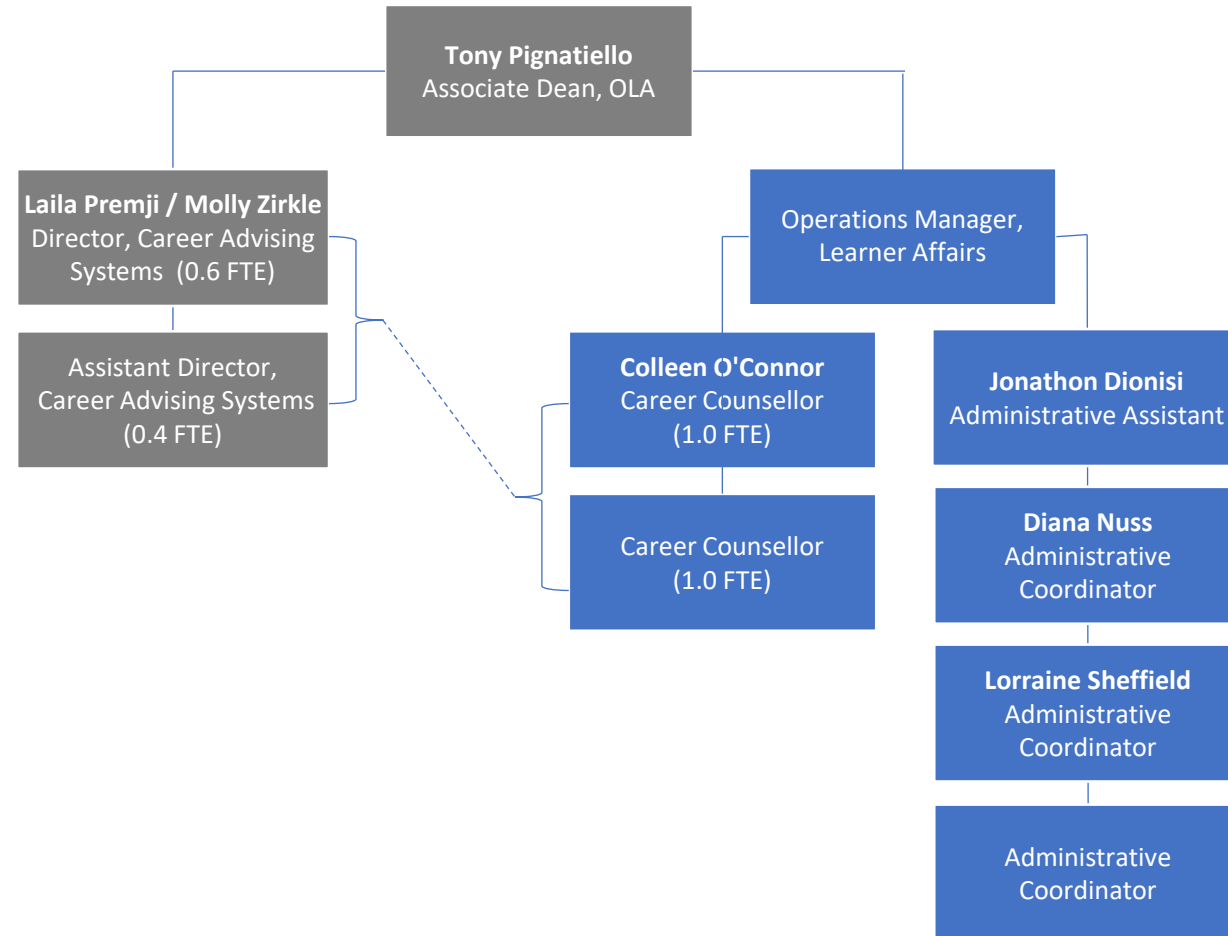 Tony Pignatiello
Associate Dean, OLA
Laila Premji / Molly Zirkle
Director, Career Advising
Systems (0.6 FTE)
Assistant Director,
Career Advising Systems
(0.4 FTE)
Operations Manager,
Learner Affairs
Colleen O'Connor
Career Counsellor
(1.0 FTE)
Career Counsellor
(1.0 FTE)
Jonathon Dionisi
Administrative Assistant
Diana Nuss
Administrative
Coordinator
Lorraine Sheffield
Administrative
Coordinator
Administrative
Coordinator